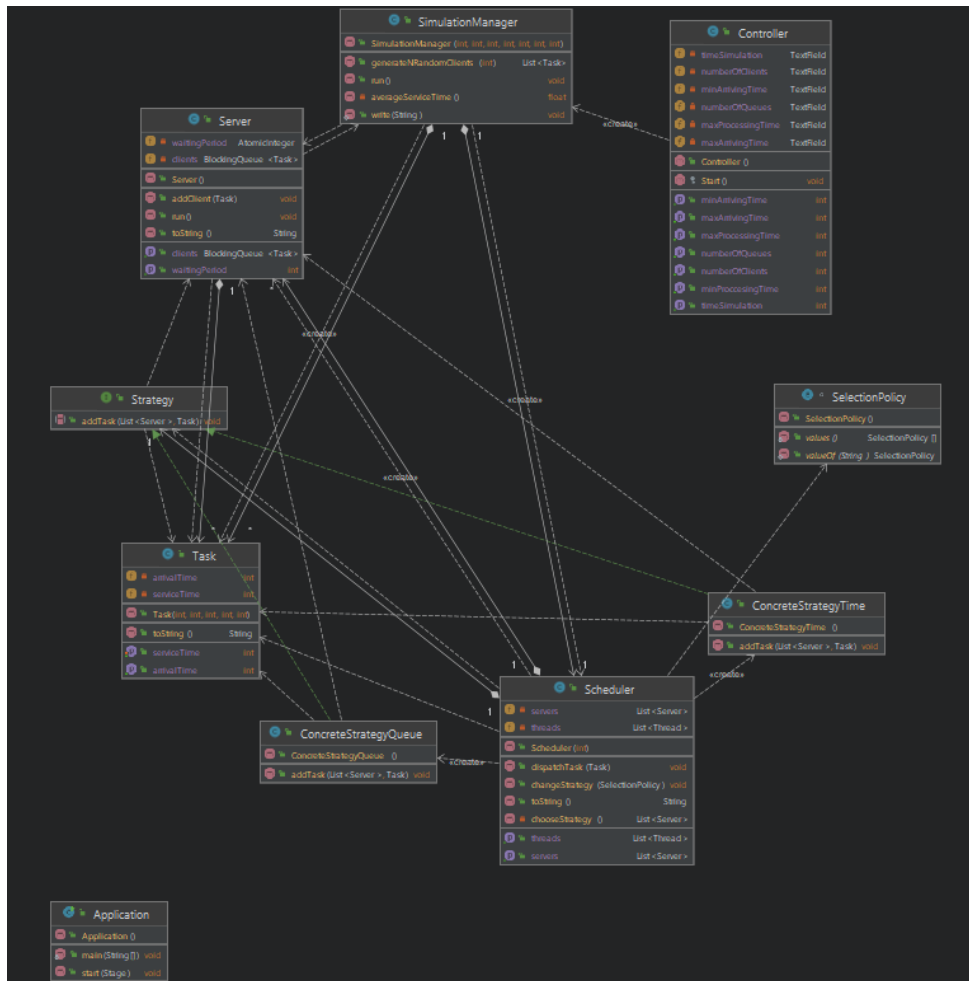 SimulationManager
SimulationManager (int, int, int, int, int, int, int)
generateNRandomClients (int) List <Task>
run () void
averageServiceTime () float
write (String ) void
Controller
timeSimulation TextField
numberOfClients TextField
minArrivingTime TextField
numberOfQueues TextField
maxProcessingTime TextField
maxArrivingTime TextField
Controller ()
Start () void
minArrivingTime int
maxArrivingTime int
maxProcessingTime int
numberOfQueues int
numberOfClients int
minProccesingTime int
timeSimulation int
«create»
Server
waitingPeriod AtomicInteger
clients BlockingQueue <Task>
Server ()
addClient (Task) void
run () void
toString () String
clients BlockingQueue <Task>
waitingPeriod int
1
1
1
*
«create»
Strategy
addTask (List <Server >, Task) void
1
«create»
SelectionPolicy
SelectionPolicy ()
values () SelectionPolicy []
valueOf (String ) SelectionPolicy
«create»
*
*
Task
arrivalTime int
serviceTime int
Task(int, int, int, int, int)
toString () String
serviceTime int
arrivalTime int
ConcreteStrategyTime
ConcreteStrategyTime ()
addTask (List <Server >, Task) void
«create»
1
1
1
Scheduler
servers List <Server>
threads List <Thread>
Scheduler (int)
dispatchTask (Task) void
changeStrategy (SelectionPolicy ) void
toString () String
chooseStrategy () List <Server>
threads List <Thread>
servers List <Server>
ConcreteStrategyQueue
ConcreteStrategyQueue ()
addTask (List <Server >, Task) void
«create»
Application
Application ()
main (String []) void
start (Stage ) void